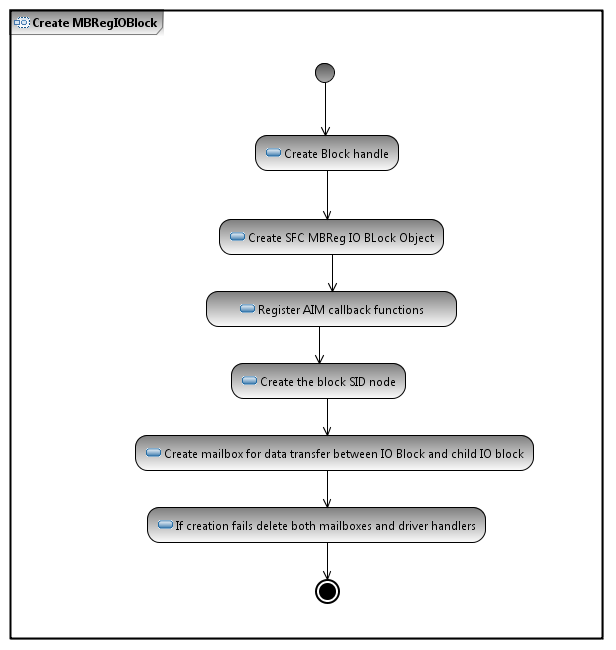 Create MBRegIOBlock
Create Block handle
Create SFC MBReg IO BLock Object
Register AIM callback functions
Create the block SID node
Create mailbox for data transfer between IO Block and child IO block
If creation fails delete both mailboxes and driver handlers